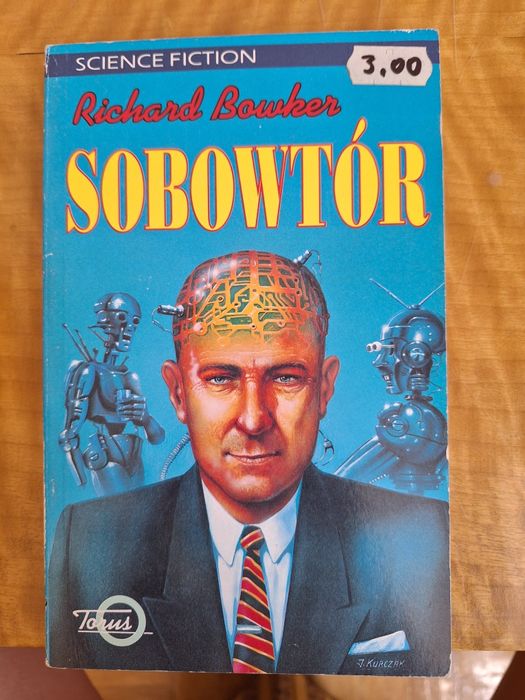 SCIENCE FICTION
3,00
Richard Bowker
SOBOWTÓR
Torus
J. KURCZAK